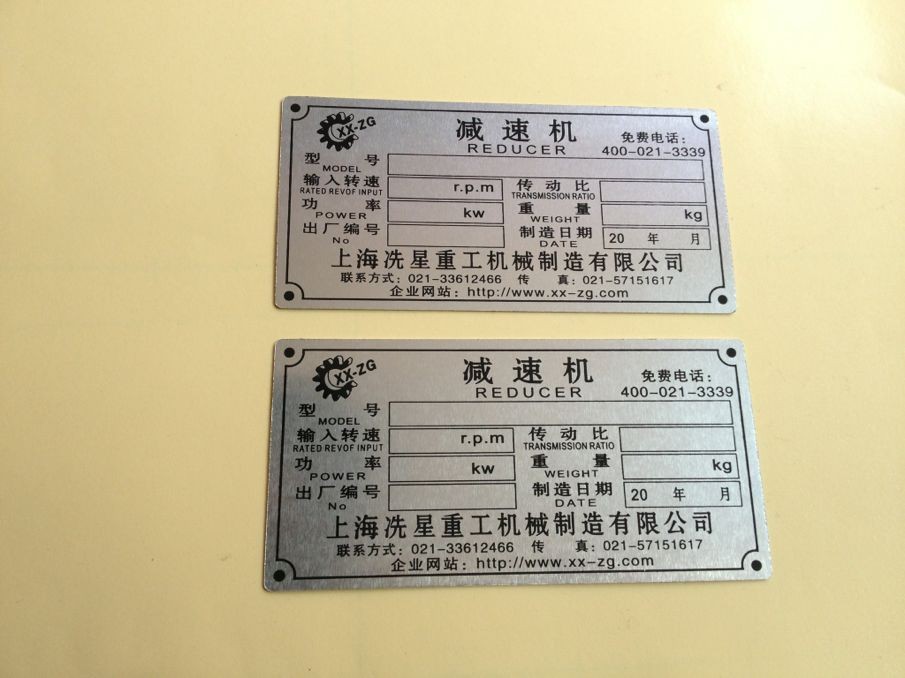 XX-ZG
减速机
REDUCER
免费电话:
400-021-3339
型号
MODEL
输入转速 r.p.m 传动比
RATED REVOF INPUT TRANSMISSION RATIO
功率 kw 重量 kg
POWER WEIGHT
出厂编号 制造日期 20 年 月
No DATE
上海冼星重工机械制造有限公司
联系方式: 021-33612466 传 真: 021-57151617
企业网站: http://www.xx-zg.com
XX-ZG
减速机
REDUCER
免费电话:
400-021-3339
型号
MODEL
输入转速 r.p.m 传动比
RATED REVOF INPUT TRANSMISSION RATIO
功率 kw 重量 kg
POWER WEIGHT
出厂编号 制造日期 20 年 月
No DATE
上海冼星重工机械制造有限公司
联系方式: 021-33612466 传 真: 021-57151617
企业网站: http://www.xx-zg.com